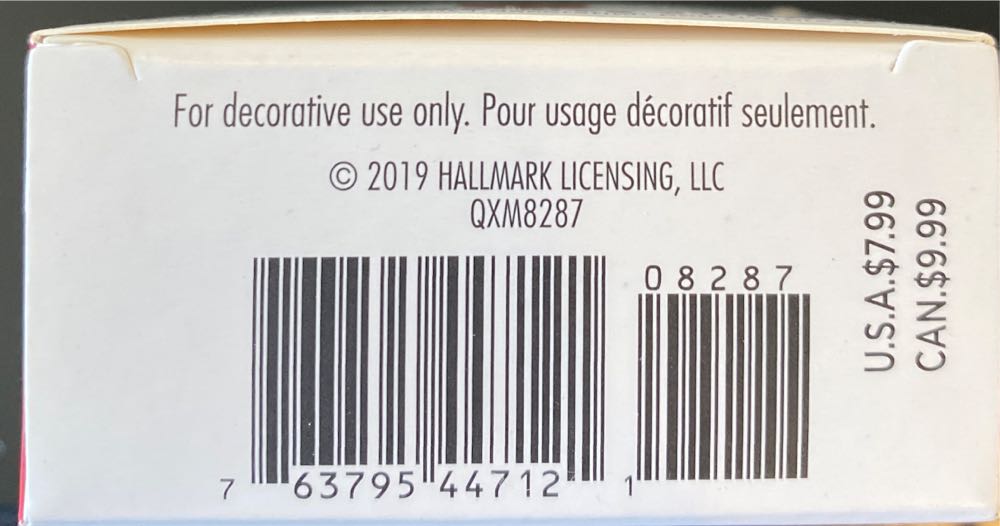 For decorative use only. Pour usage décoratif seulement.
© 2019 HALLMARK LICENSING, LLC
QXM8287
08287
7 63795 44712 1
U.S.A.$7.99
CAN.$9.99